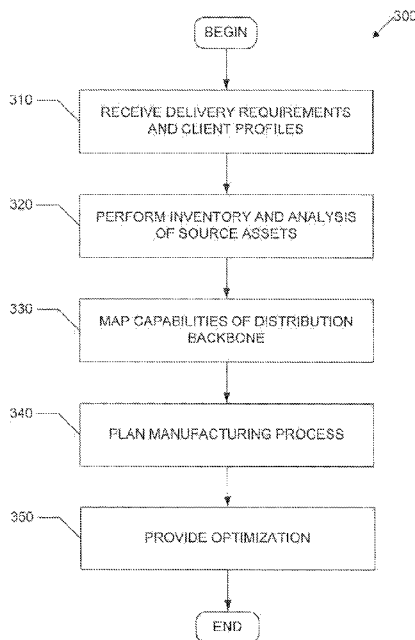 BEGIN
300
310
RECEIVE DELIVERY REQUIREMENTS
AND CLIENT PROFILES
320
PERFORM INVENTORY AND ANALYSIS
OF SOURCE ASSETS
330
MAP CAPABILITIES OF DISTRIBUTION
BACKBONE
340
PLAN MANUFACTURING PROCESS
350
PROVIDE OPTIMIZATION
END